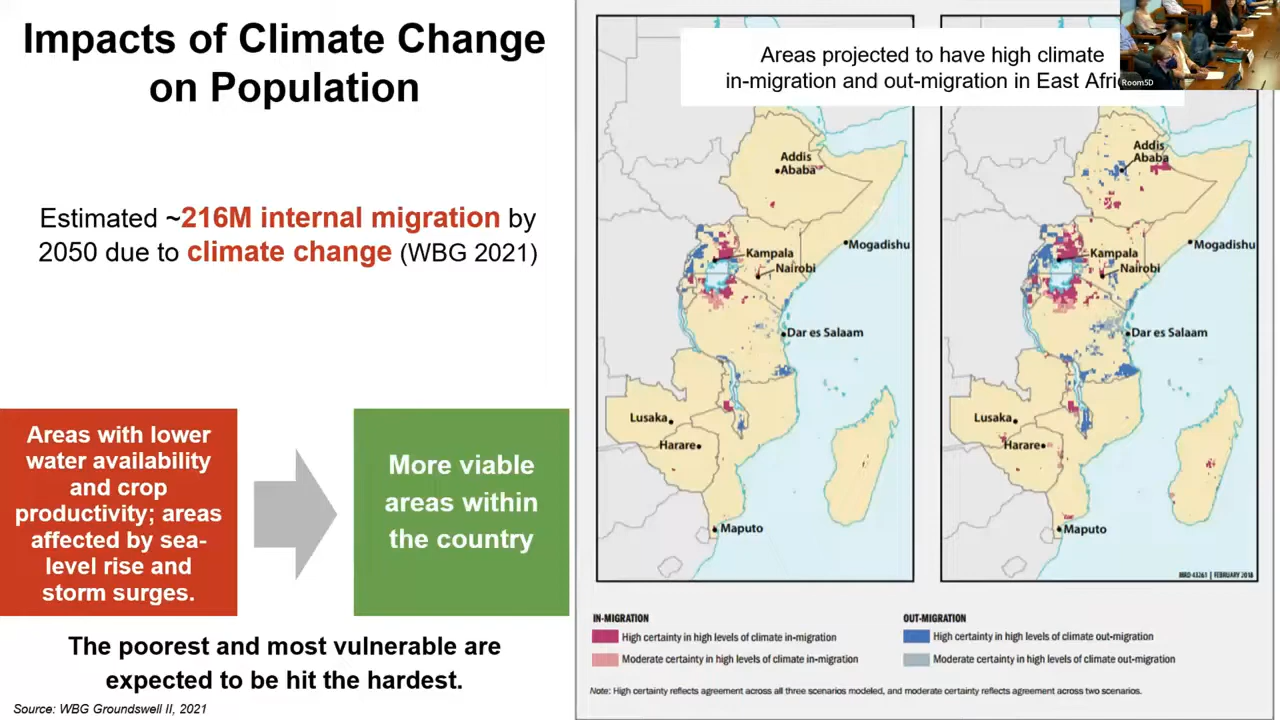 Impacts of Climate Change
on Population
Estimated ~216M internal migration by
2050 due to climate change (WBG 2021)
Areas with lower
water availability
and crop
productivity; areas
affected by sea-
level rise and
storm surges.
More viable
areas within
the country
The poorest and most vulnerable are
expected to be hit the hardest.
Source: WBG Groundswell II, 2021
Areas projected to have high climate
in-migration and out-migration in East Afri
Room5D
Addis
Ababa
Mogadishu
Kampala
Nairobi
Dar es Salaam
Lusaka
Harare
Maputo
Addis
Ababa
Mogadishu
Kampala
Nairobi
Dar es Salaam
Lusaka
Harare
Maputo
IBRD 43261 | FEBRUARY 2018
IN-MIGRATION
High certainty in high levels of climate in-migration
Moderate certainty in high levels of climate in-migration
OUT-MIGRATION
High certainty in high levels of climate out-migration
Moderate certainty in high levels of climate out-migration
Note: High certainty reflects agreement across all three scenarios modeled, and moderate certainty reflects agreement across two scenarios.